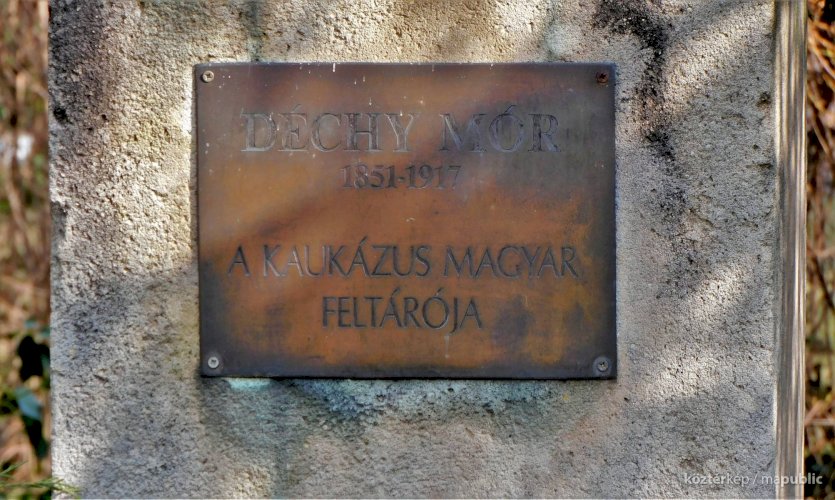 DÉCHY MÓR
1851-1917
A KAUKÁZUS MAGYAR
FELTÁRÓJA
köztérkép / mapublic